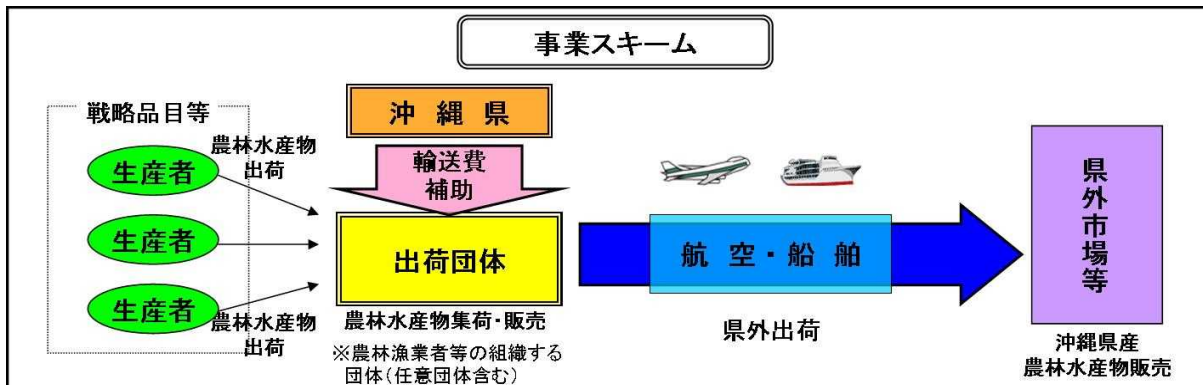 事業スキーム
戦略品目等
農林水産物
出荷
生産者
生産者
生産者
農林水産物
出荷
沖縄県
輸送費
補助
出荷団体
農林水産物集荷・販売
※農林漁業者等の組織する
団体(任意団体含む)
航空・船舶
県外出荷
県外市場等
沖縄県産
農林水産物販売